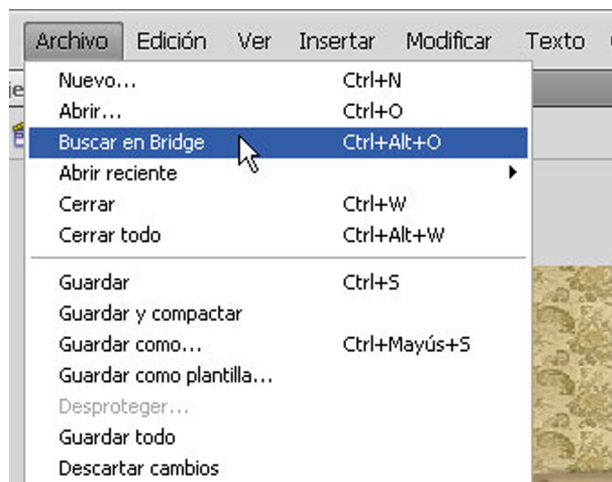 Archivo Edición Ver Insertar Modificar Texto
Nuevo... Ctrl+N
Abrir... Ctrl+O
Buscar en Bridge Ctrl+Alt+O
Abrir reciente
Cerrar Ctrl+W
Cerrar todo Ctrl+Alt+W
Guardar Ctrl+S
Guardar y compactar
Guardar como... Ctrl+Mayús+S
Guardar como plantilla...
Desproteger...
Guardar todo
Descartar cambios